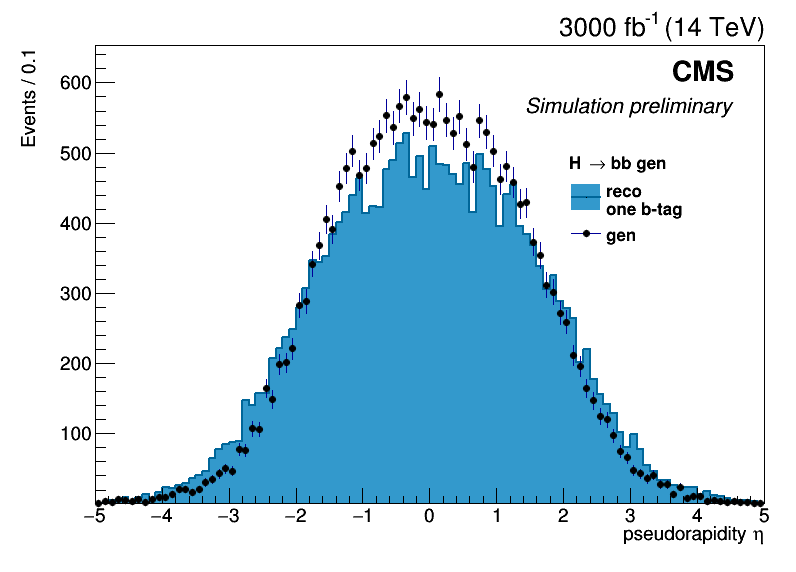 3000 fb-1 (14 TeV)
Events / 0.1
CMS
Simulation preliminary
H → bb gen
reco
one b-tag
gen
600
500
400
300
200
100
−5 −4 −3 −2 −1 0 1 2 3 4 5
pseudorapidity η